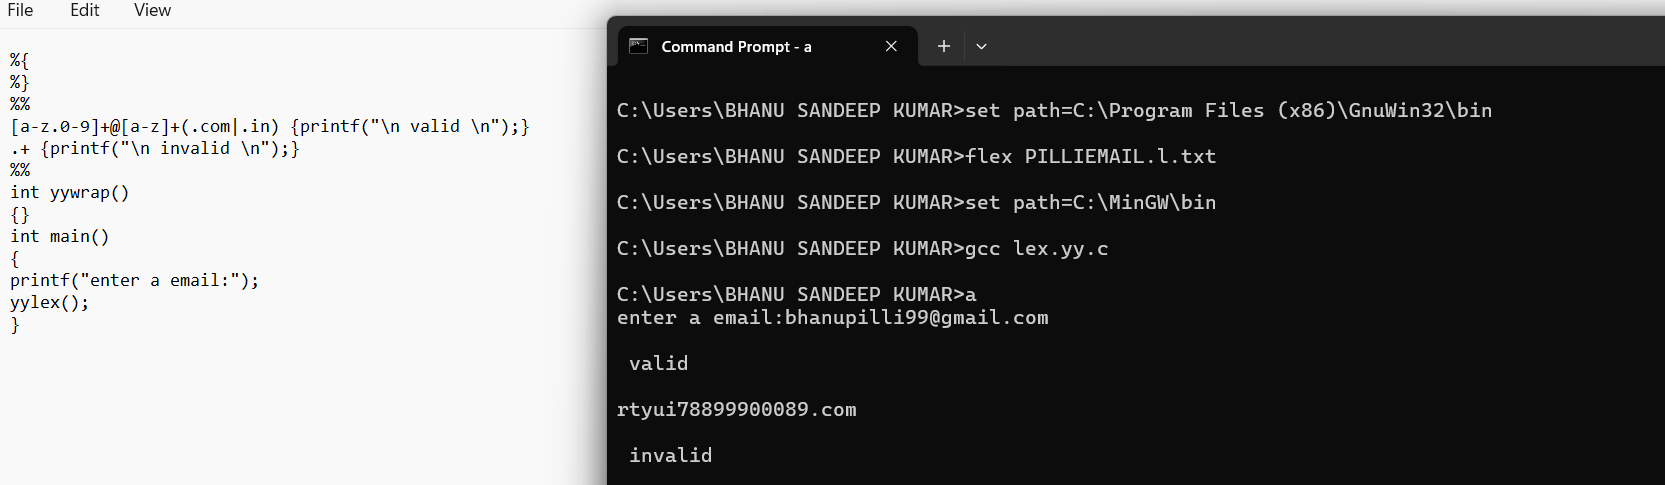 File Edit View
%{
%}
%%
[a-z.0-9]+@[a-z]+(.com|.in) {printf("\n valid \n");}
.+ {printf("\n invalid \n");}
%%
int yywrap()
{}
int main()
{
printf("enter a email:");
yylex();
}
Command Prompt - a
C:\Users\BHANU SANDEEP KUMAR>set path=C:\Program Files (x86)\GnuWin32\bin
C:\Users\BHANU SANDEEP KUMAR>flex PILLIEMAIL.l.txt
C:\Users\BHANU SANDEEP KUMAR>set path=C:\MinGW\bin
C:\Users\BHANU SANDEEP KUMAR>gcc lex.yy.c
C:\Users\BHANU SANDEEP KUMAR>a
enter a email:bhanupilli99@gmail.com
valid
rtyui78899900089.com
invalid